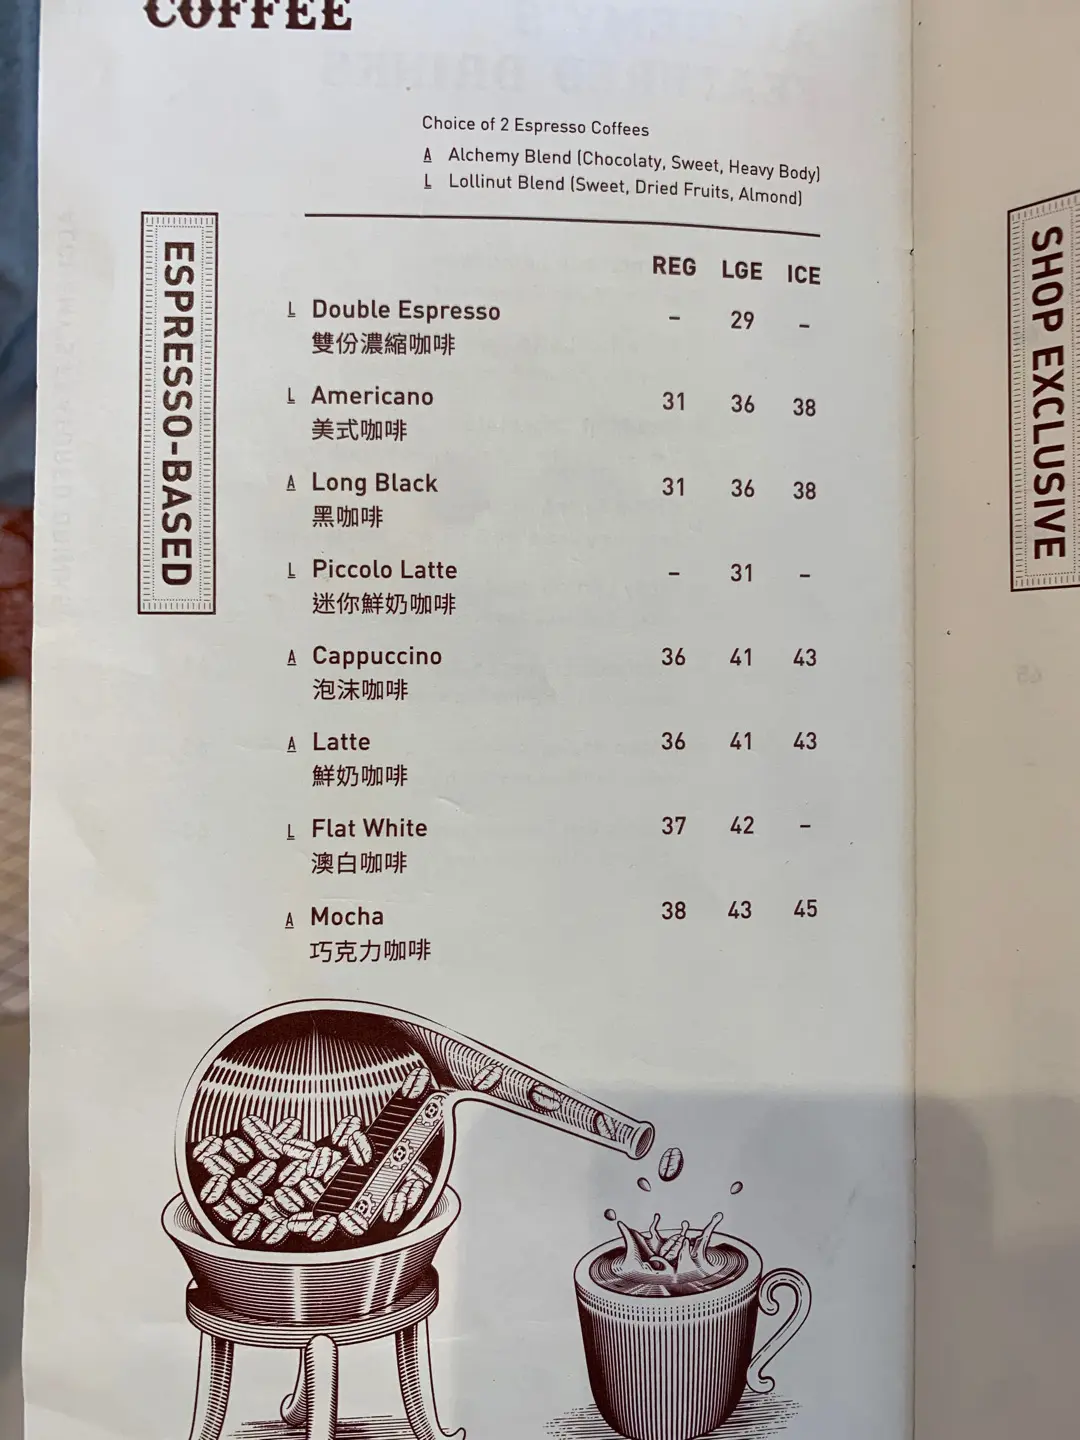 COFFEE
Choice of 2 Espresso Coffees
A Alchemy Blend (Chocolaty, Sweet, Heavy Body)
L Lollinut Blend (Sweet, Dried Fruits, Almond)
ESPRESSO-BASED
REG LGE ICE
L Double Espresso – 29 –
雙份濃縮咖啡
L Americano 31 36 38
美式咖啡
A Long Black 31 36 38
黑咖啡
L Piccolo Latte – 31 –
迷你鮮奶咖啡
A Cappuccino 36 41 43
泡沫咖啡
A Latte 36 41 43
鮮奶咖啡
L Flat White 37 42 –
澳白咖啡
A Mocha 38 43 45
巧克力咖啡
SHOP EXCLUSIVE